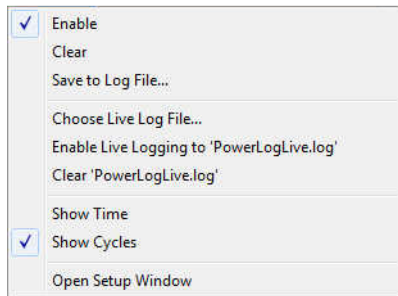 Enable
Clear
Save to Log File...
Choose Live Log File...
Enable Live Logging to 'PowerLogLive.log'
Clear 'PowerLogLive.log'
Show Time
Show Cycles
Open Setup Window